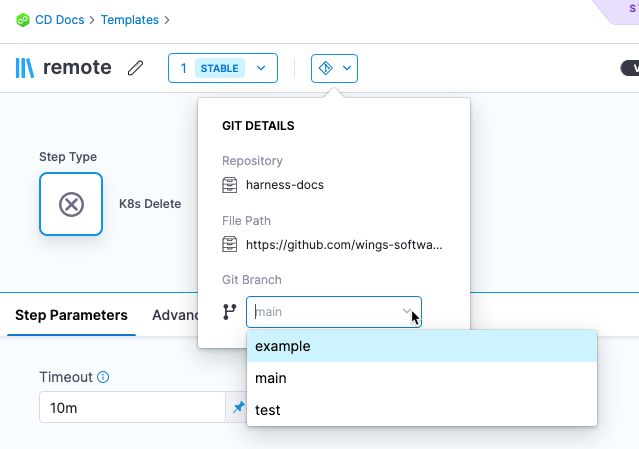 CD Docs > Templates >
remote
1 STABLE
GIT DETAILS
Repository
harness-docs
File Path
https://github.com/wings-softwa...
Git Branch
main
example
main
test
Step Type
K8s Delete
Step Parameters
Advanc
Timeout
10m